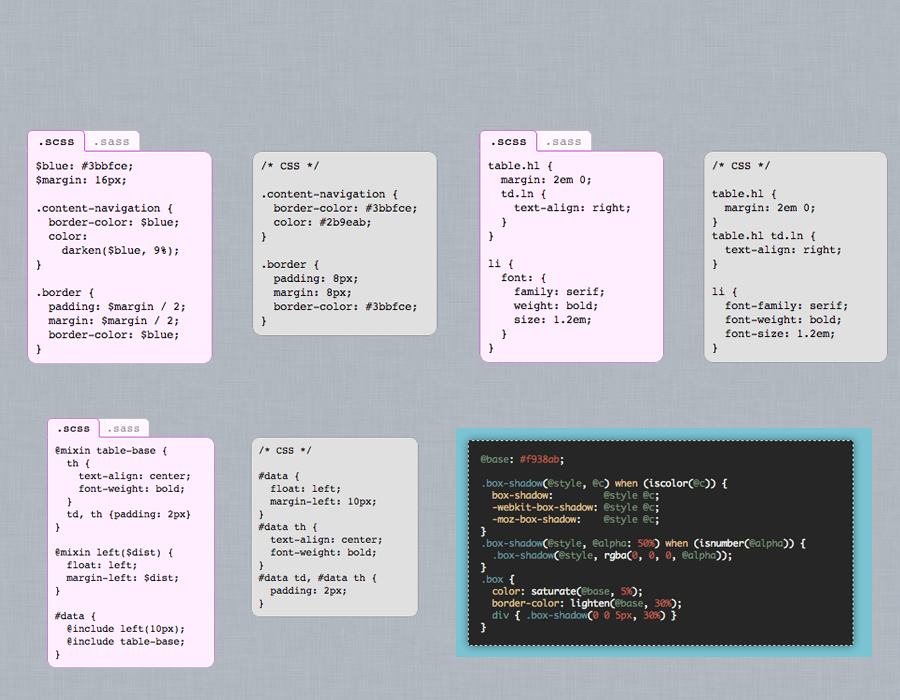 .scss .sass
$blue: #3bbfce;
$margin: 16px;
.content-navigation {
border-color: $blue;
color:
darken($blue, 9%);
}
.border {
padding: $margin / 2;
margin: $margin / 2;
border-color: $blue;
}
/* CSS */
.content-navigation {
border-color: #3bbfce;
color: #2b9eab;
}
.border {
padding: 8px;
margin: 8px;
border-color: #3bbfce;
}
.scss .sass
table.hl {
margin: 2em 0;
td.ln {
text-align: right;
}
}
li {
font: {
family: serif;
weight: bold;
size: 1.2em;
}
}
/* CSS */
table.hl {
margin: 2em 0;
}
table.hl td.ln {
text-align: right;
}
li {
font-family: serif;
font-weight: bold;
font-size: 1.2em;
}
.scss .sass
@mixin table-base {
th {
text-align: center;
font-weight: bold;
}
td, th {padding: 2px}
}
@mixin left($dist) {
float: left;
margin-left: $dist;
}
#data {
@include left(10px);
@include table-base;
}
/* CSS */
#data {
float: left;
margin-left: 10px;
}
#data th {
text-align: center;
font-weight: bold;
}
#data td, #data th {
padding: 2px;
}
@base: #f938ab;
.box-shadow(@style, @c) when (iscolor(@c)) {
box-shadow: @style @c;
-webkit-box-shadow: @style @c;
-moz-box-shadow: @style @c;
}
.box-shadow(@style, @alpha: 50%) when (isnumber(@alpha)) {
.box-shadow(@style, rgba(0, 0, 0, @alpha));
}
.box {
color: saturate(@base, 5%);
border-color: lighten(@base, 30%);
div { .box-shadow(0 0 5px, 30%) }
}